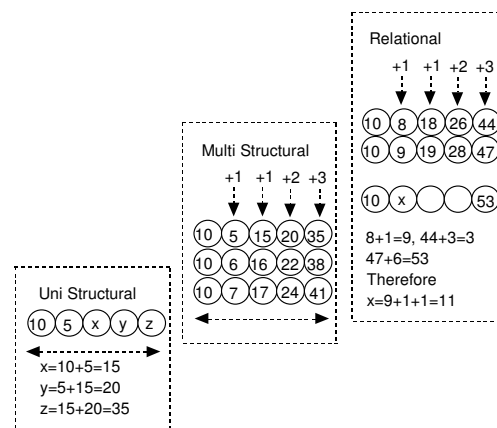 Uni Structural
10 5 x y z
x=10+5=15
y=5+15=20
z=15+20=35
Multi Structural
+1 +1 +2 +3
10 5 15 20 35
10 6 16 22 38
10 7 17 24 41
Relational
+1 +1 +2 +3
10 8 18 26 44
10 9 19 28 47
10 x 53
8+1=9, 44+3=3
47+6=53
Therefore
x=9+1+1=11